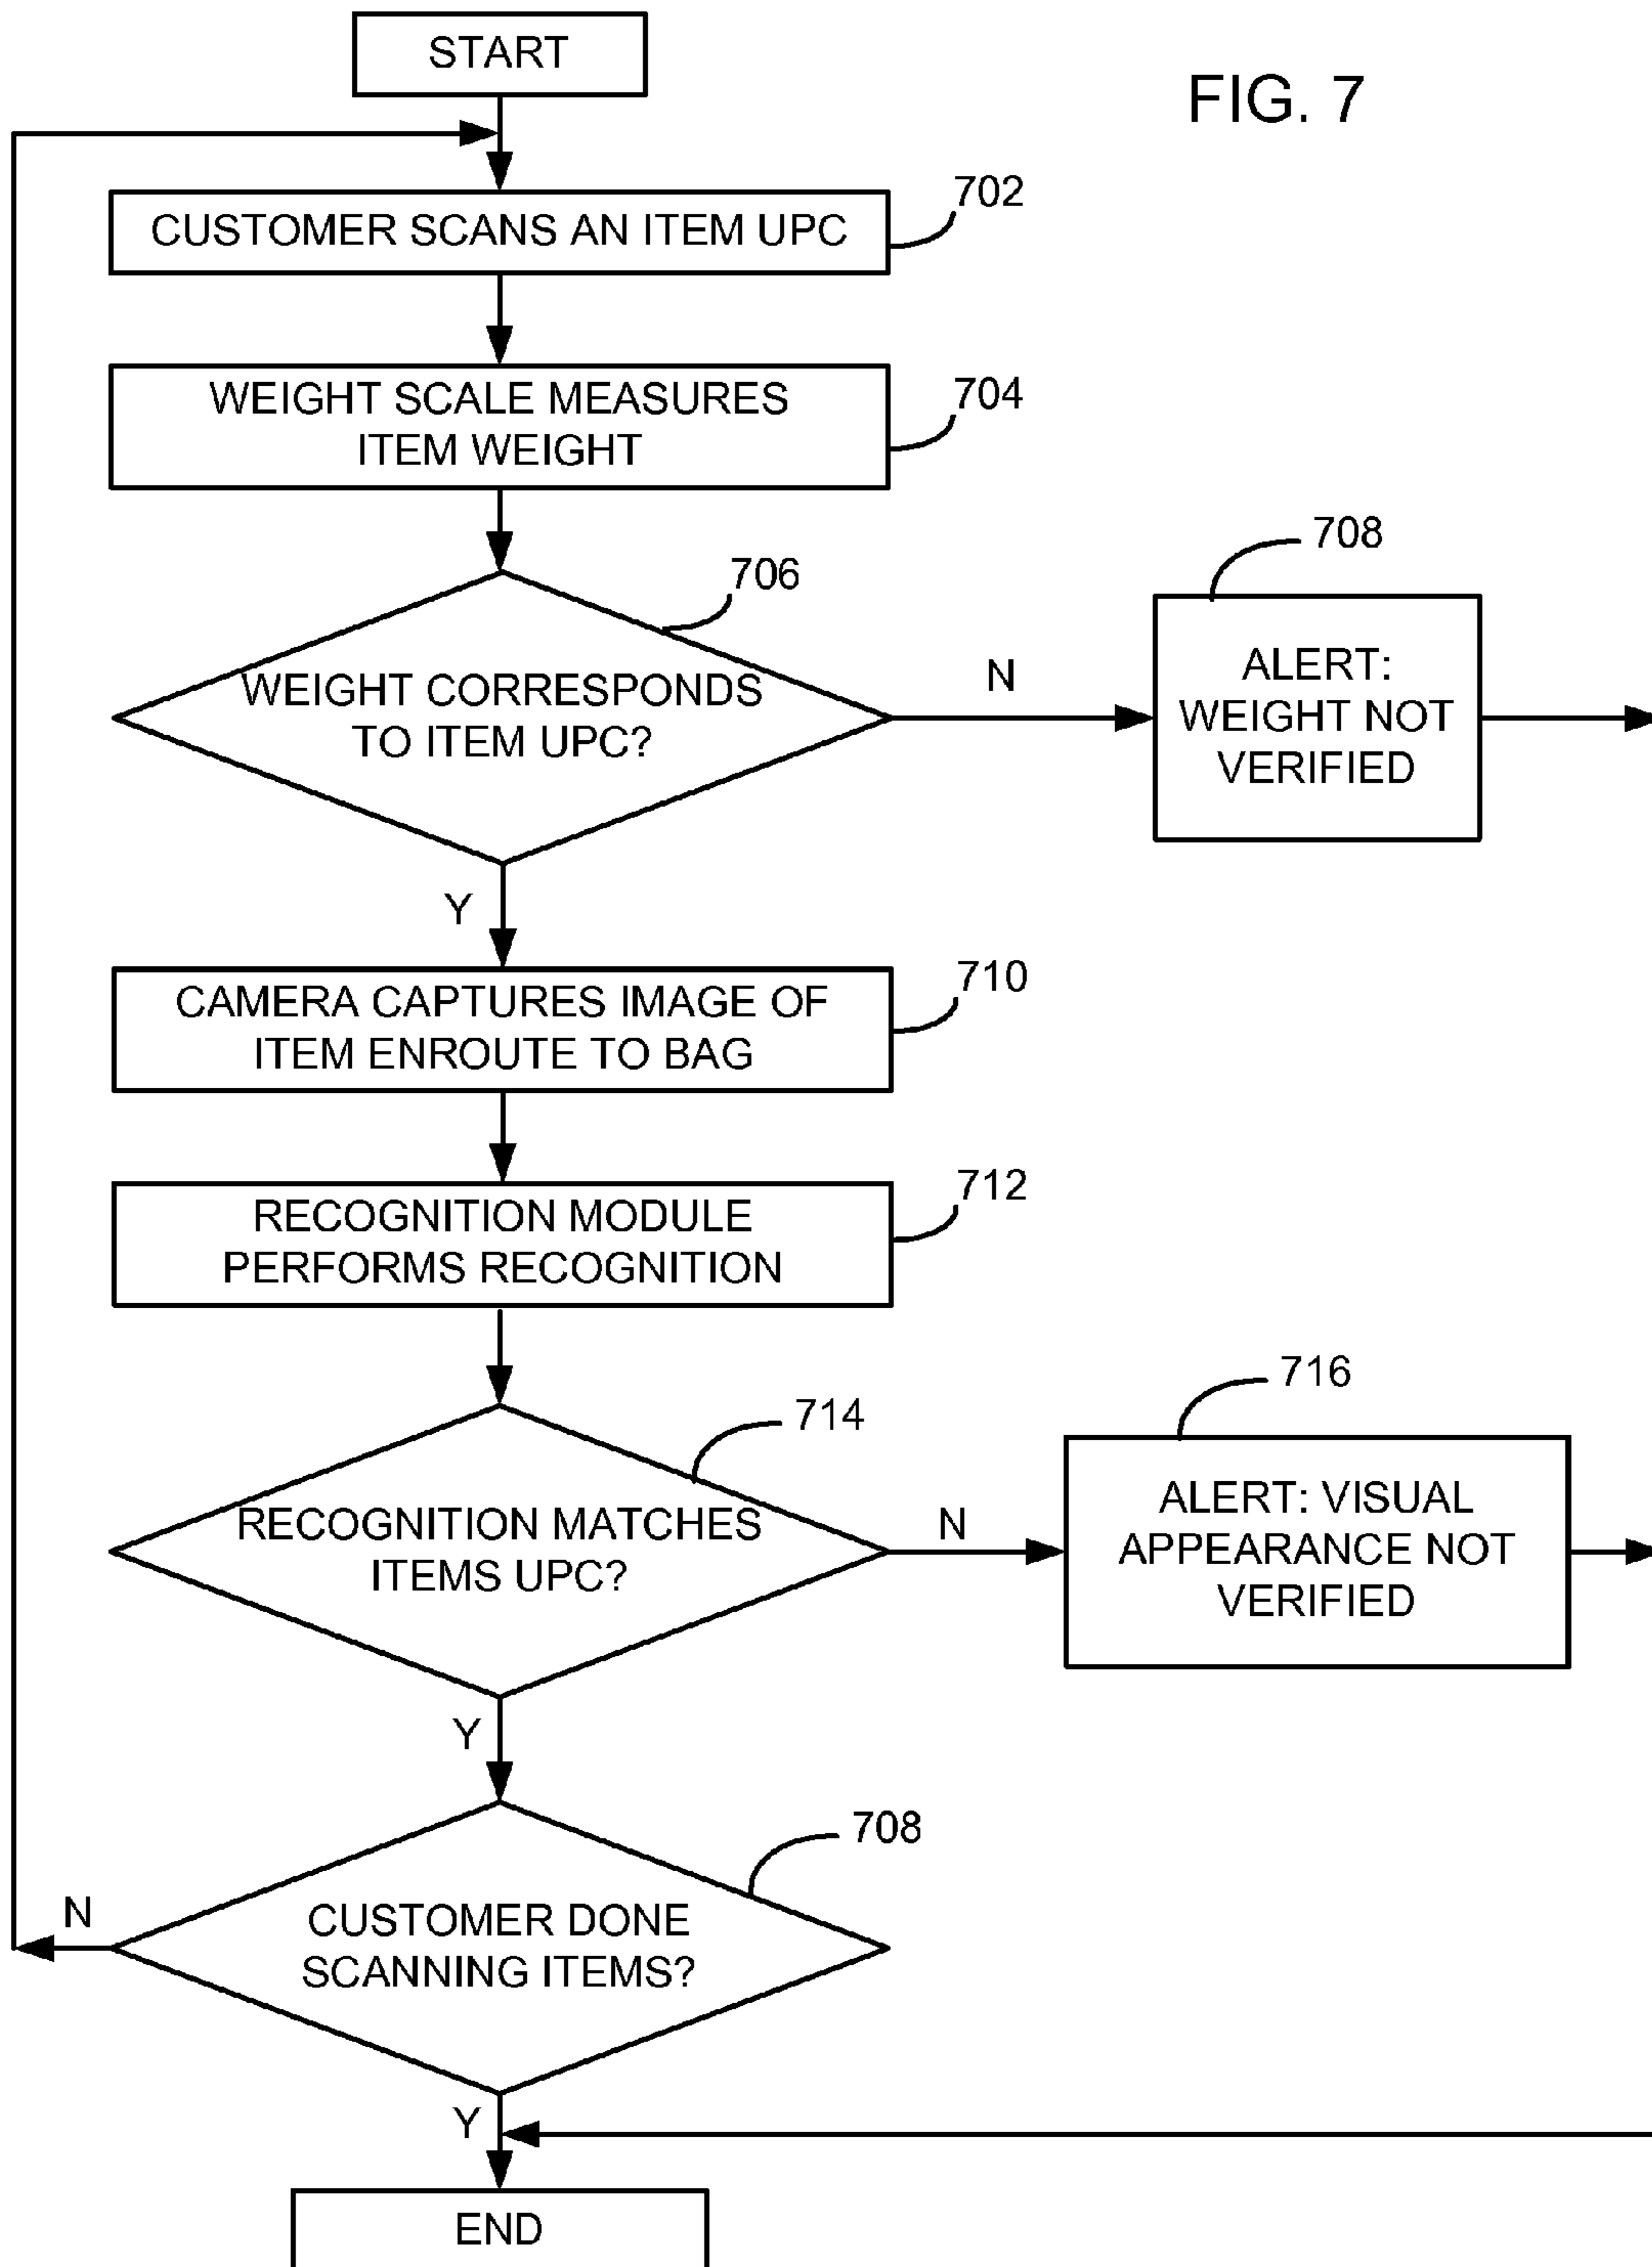 START
FIG. 7
CUSTOMER SCANS AN ITEM UPC
702
WEIGHT SCALE MEASURES
ITEM WEIGHT
704
WEIGHT CORRESPONDS
TO ITEM UPC?
706
N
708
ALERT:
WEIGHT NOT
VERIFIED
Y
CAMERA CAPTURES IMAGE OF
ITEM ENROUTE TO BAG
710
RECOGNITION MODULE
PERFORMS RECOGNITION
712
RECOGNITION MATCHES
ITEMS UPC?
714
N
716
ALERT: VISUAL
APPEARANCE NOT
VERIFIED
Y
708
CUSTOMER DONE
SCANNING ITEMS?
N
Y
END